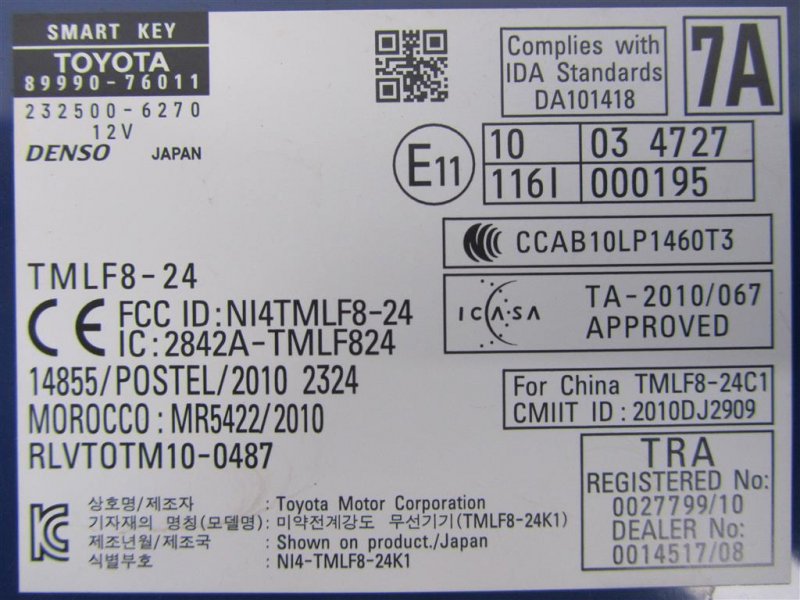 SMART KEY
TOYOTA
89990-76011
232500-6270
12V
DENSO JAPAN
Complies with
IDA Standards
DA101418
7A
E11
10 03 4727
116I 000195
CCAB10LP1460T3
ICASA
TA-2010/067
APPROVED
TMLF8-24
CE FCC ID:NI4TMLF8-24
IC:2842A-TMLF824
14855/POSTEL/2010 2324
MOROCCO:MR5422/2010
RLVTOTM10-0487
For China TMLF8-24C1
CMIIT ID:2010DJ2909
TRA
REGISTERED No:
0027799/10
DEALER No:
0014517/08
상호명/제조자 : Toyota Motor Corporation
기자재의 명칭(모델명) : 미약전계강도 무선기기(TMLF8-24K1)
제조년월/제조국 : Shown on product./Japan
식별부호 : NI4-TMLF8-24K1